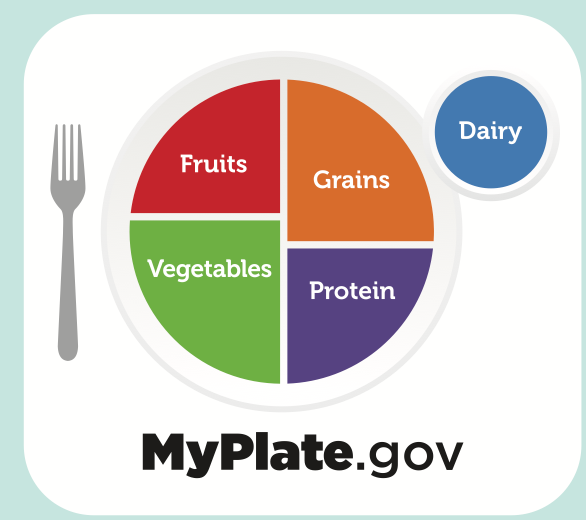 Fruits
Grains
Dairy
Vegetables
Protein
MyPlate.gov